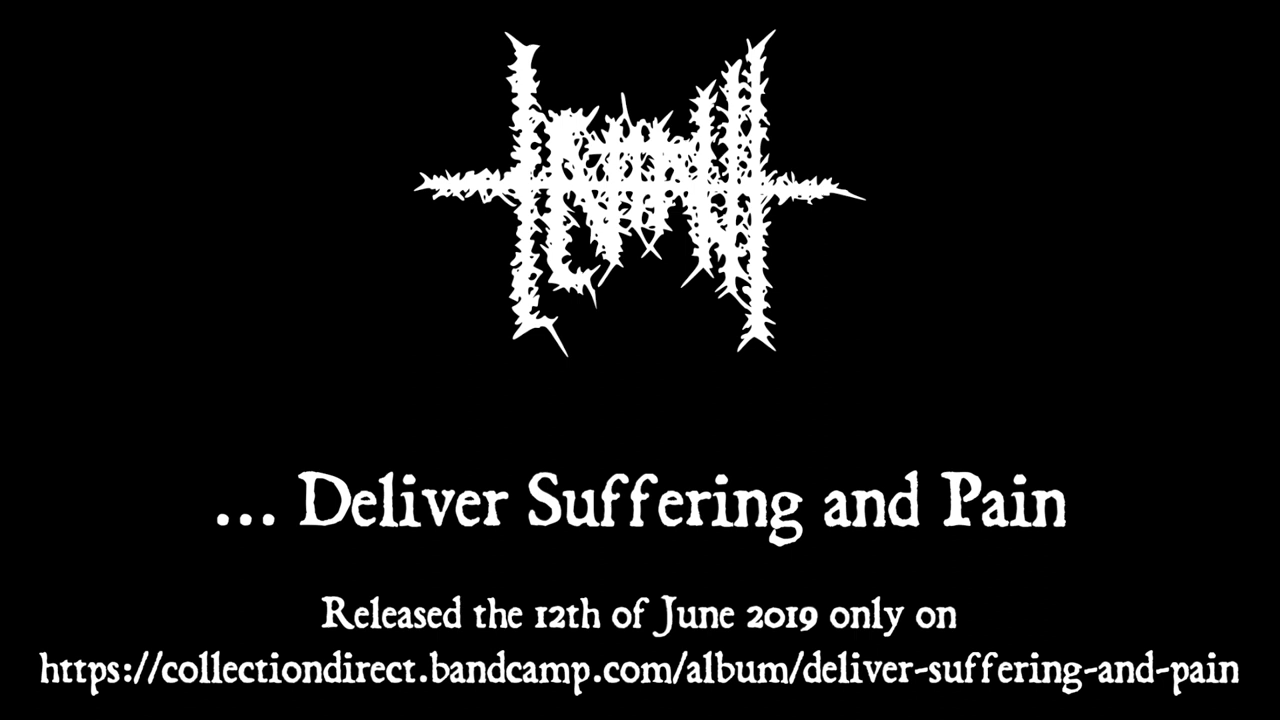 ... Deliver Suffering and Pain
Released the 12th of June 2019 only on
https://collectiondirect.bandcamp.com/album/deliver-suffering-and-pain